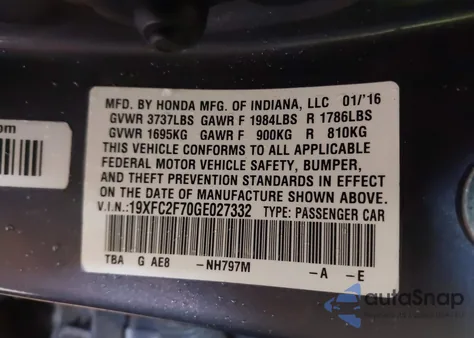 MFD. BY HONDA MFG. OF INDIANA, LLC 01/'16
GVWR 3737LBS GAWR F 1984LBS R 1786LBS
GVWR 1695KG GAWR F 900KG R 810KG
THIS VEHICLE CONFORMS TO ALL APPLICABLE
FEDERAL MOTOR VEHICLE SAFETY, BUMPER,
AND THEFT PREVENTION STANDARDS IN EFFECT
ON THE DATE OF MANUFACTURE SHOWN ABOVE.
V.I.N.:19XFC2F70GE027332 TYPE: PASSENGER CAR
TBA G AE8 -NH797M -A -E
om
autoSnap